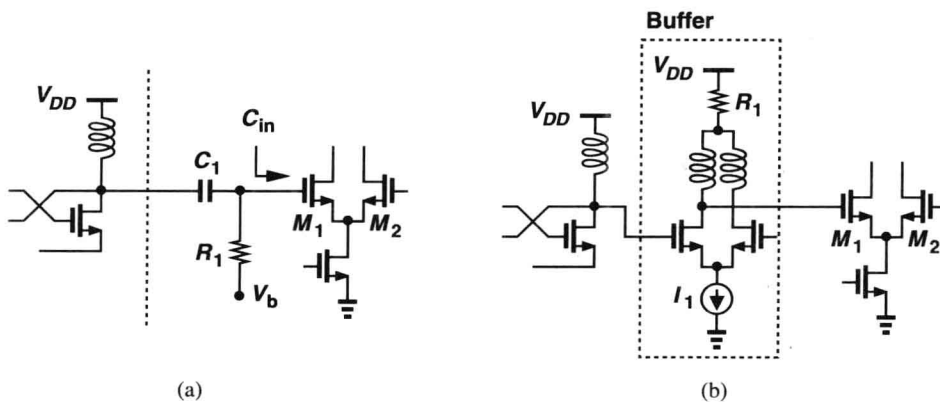 Buffer
V_DD
V_DD
R_1
V_DD
C_in
C_1
M_1
M_2
R_1
V_b
I_1
M_1
M_2
(a)
(b)